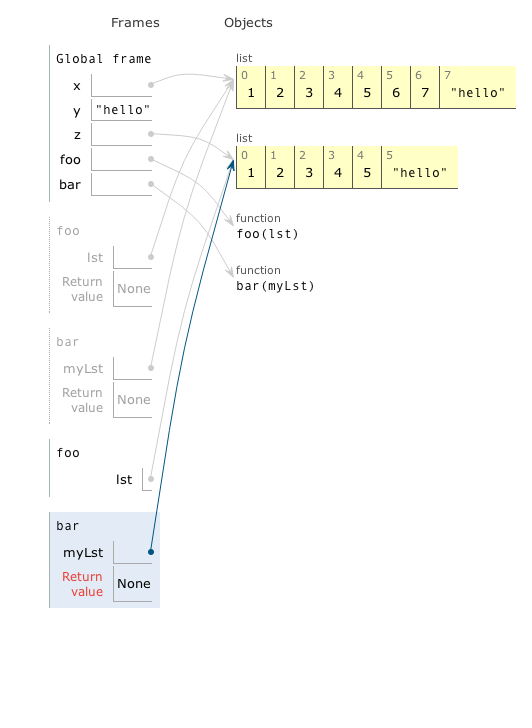 Frames Objects
Global frame
x
y "hello"
z
foo
bar
list
0 1 2 3 4 5 6 7
1 2 3 4 5 6 7 "hello"
list
0 1 2 3 4 5
1 2 3 4 5 "hello"
function
foo(lst)
function
bar(myLst)
foo
lst
Return
value None
bar
myLst
Return
value None
foo
lst
bar
myLst
Return
value None